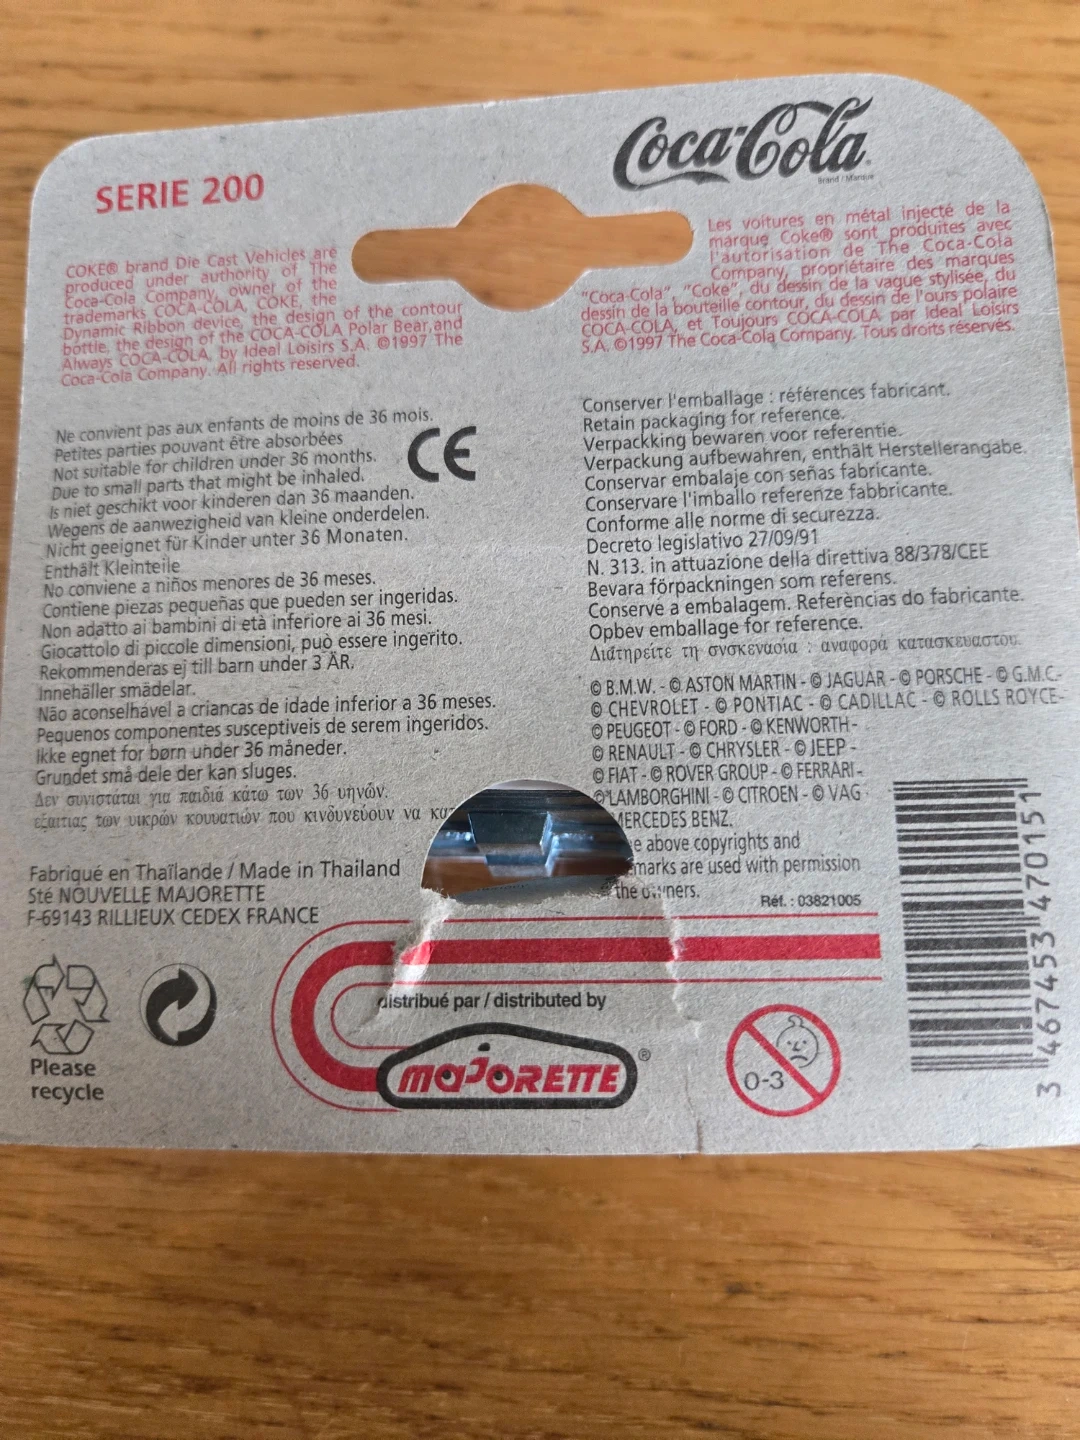 SERIE 200
Coca-Cola
Brand / Marque
COKE® brand Die Cast Vehicles are
produced under authority of The
Coca-Cola Company, owner of the
trademarks COCA-COLA, COKE, the
Dynamic Ribbon device, the design of the contour
bottle, the design of the COCA-COLA Polar Bear,and
Always COCA-COLA, by Ideal Loisirs S.A. ©1997 The
Coca-Cola Company. All rights reserved.
Les voitures en métal injecté de la
marque Coke® sont produites avec
l'autorisation de The Coca-Cola
Company, propriétaire des marques
"Coca-Cola", "Coke", du dessin de la vague stylisée, du
dessin de la bouteille contour, du dessin de l'ours polaire
COCA-COLA, et Toujours COCA-COLA par Ideal Loisirs
S.A. ©1997 The Coca-Cola Company. Tous droits réservés.
Ne convient pas aux enfants de moins de 36 mois.
Petites parties pouvant être absorbées
Not suitable for children under 36 months.
Due to small parts that might be inhaled.
Is niet geschikt voor kinderen dan 36 maanden.
Wegens de aanwezigheid van kleine onderdelen.
Nicht geeignet für Kinder unter 36 Monaten.
Enthält Kleinteile
No conviene a niños menores de 36 meses.
Contiene piezas pequeñas que pueden ser ingeridas.
Non adatto ai bambini di età inferiore ai 36 mesi.
Giocattolo di piccole dimensioni, può essere ingerito.
Rekommenderas ej till barn under 3 ÄR.
Innehäller smädelar.
Não aconselhável a criancas de idade inferior a 36 meses.
Pequenos componentes susceptiveis de serem ingeridos.
Ikke egnet for børn under 36 måneder.
Grundet små dele der kan sluges.
Δεν συνιστάται για παιδιά κάτω των 36 υηνών.
εξαιτίας των υικρών κουυατιών που κινδυνεύουν να κα
CE
Conserver l'emballage : références fabricant.
Retain packaging for reference.
Verpackking bewaren voor referentie.
Verpackung aufbewahren, enthält Herstellerangabe.
Conservar embalaje con señas fabricante.
Conservare l'imballo referenze fabbricante.
Conforme alle norme di securezza.
Decreto legislativo 27/09/91
N. 313. in attuazione della direttiva 88/378/CEE
Bevara förpackningen som referens.
Conserve a embalagem. Referèncias do fabricante.
Opbev emballage for reference.
Διατηρείτε τη συσκενάσια : αναφορά κατασκευαστού.
© B.M.W. - © ASTON MARTIN - © JAGUAR - © PORSCHE - © G.M.C.-
© CHEVROLET - © PONTIAC - © CADILLAC - © ROLLS ROYCE-
© PEUGEOT - © FORD - © KENWORTH-
© RENAULT - © CHRYSLER - © JEEP -
© FIAT - © ROVER GROUP - © FERRARI-
© LAMBORGHINI - © CITROEN - © VAG
MERCEDES BENZ.
e above copyrights and
marks are used with permission
the owners.
Réf. : 03821005
Fabriqué en Thaïlande / Made in Thailand
Sté NOUVELLE MAJORETTE
F-69143 RILLIEUX CEDEX FRANCE
Please
recycle
distribué par / distributed by
MAJORETTE ®
0-3
3 467453 470151